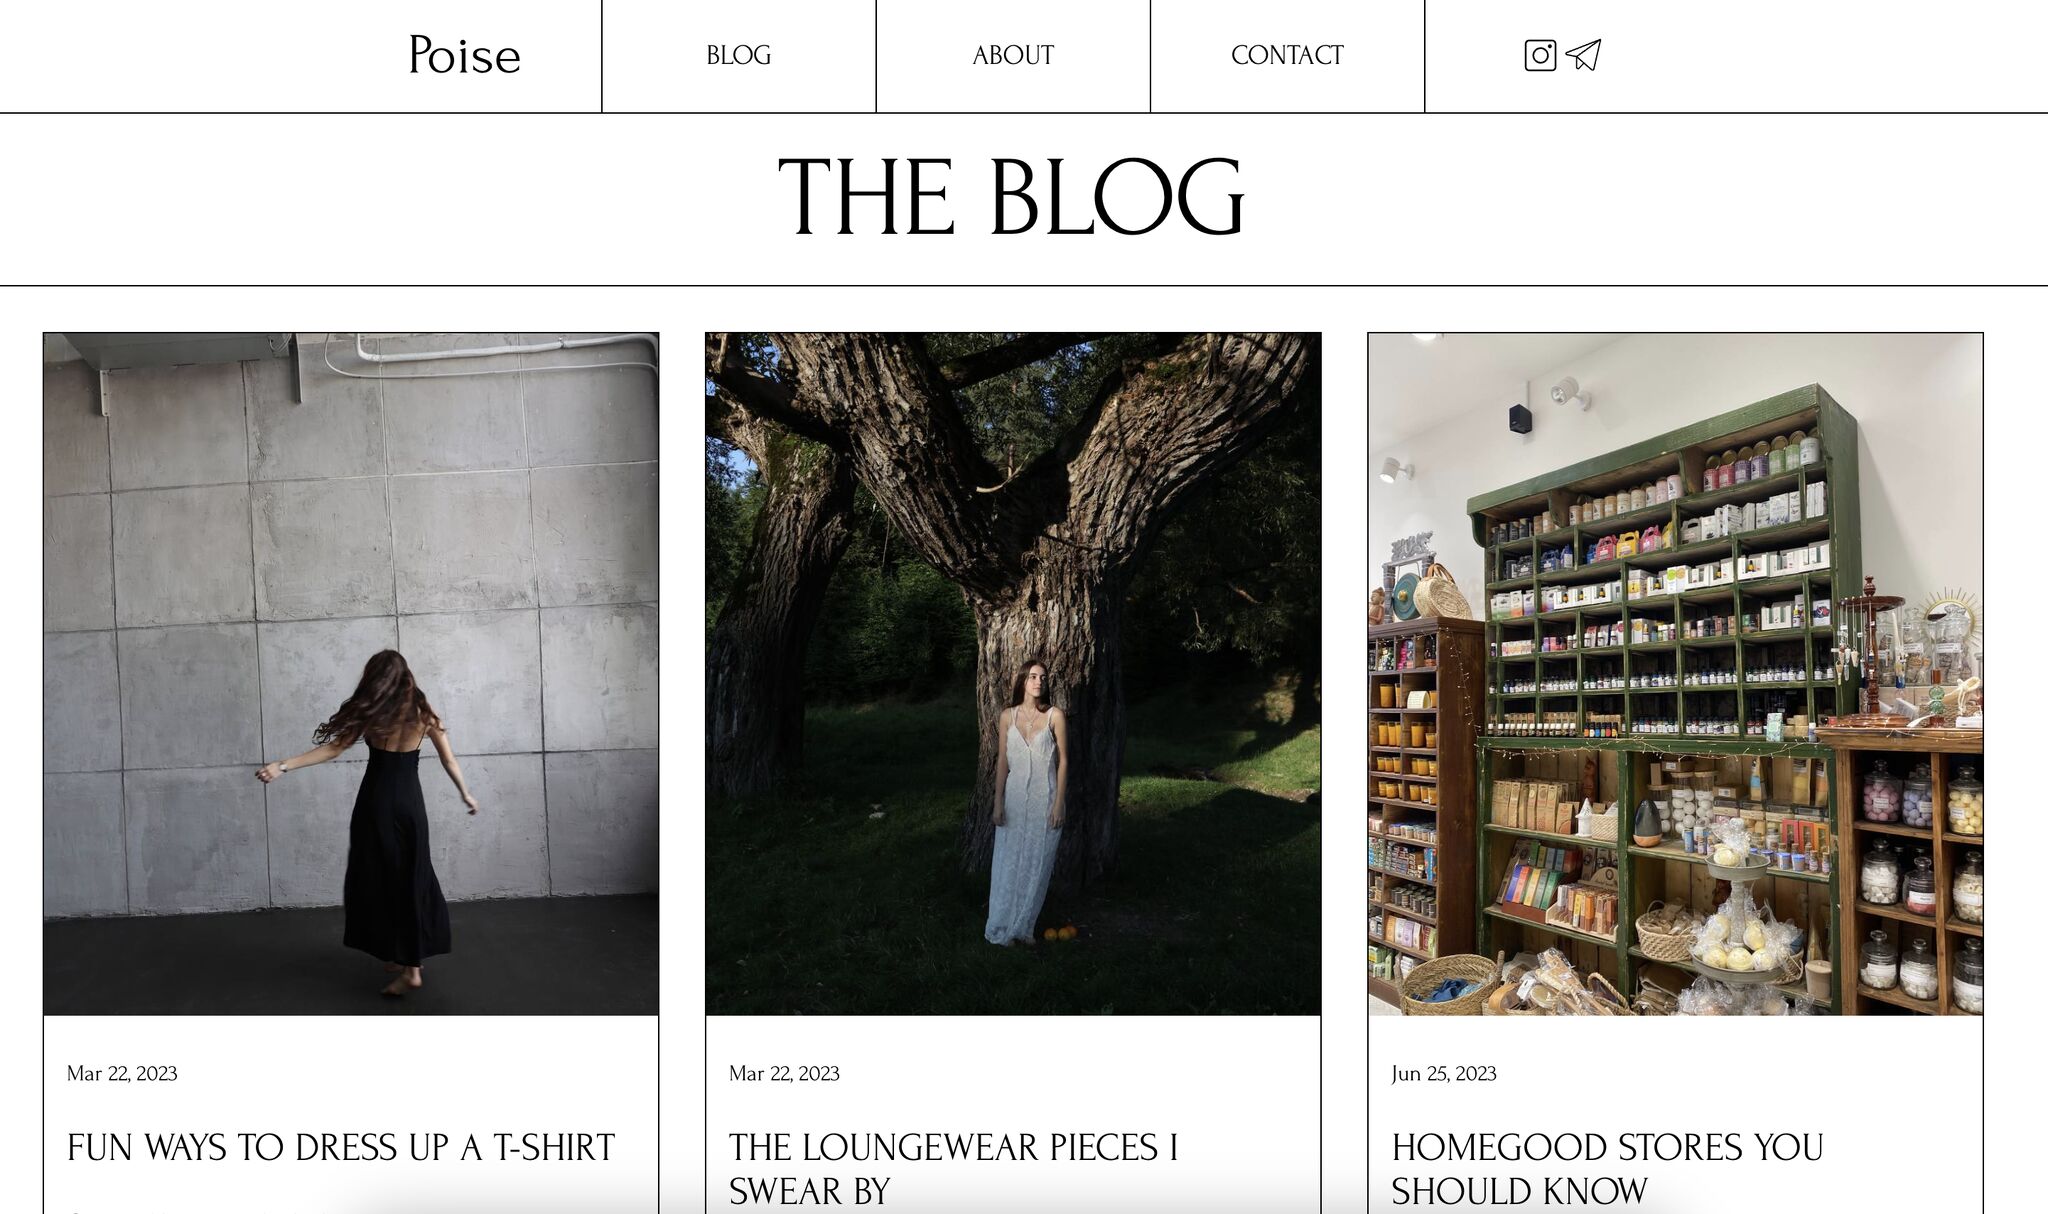 Poise
BLOG
ABOUT
CONTACT
THE BLOG
Mar 22, 2023
FUN WAYS TO DRESS UP A T-SHIRT
Mar 22, 2023
THE LOUNGEWEAR PIECES I
SWEAR BY
Jun 25, 2023
HOMEGOOD STORES YOU
SHOULD KNOW